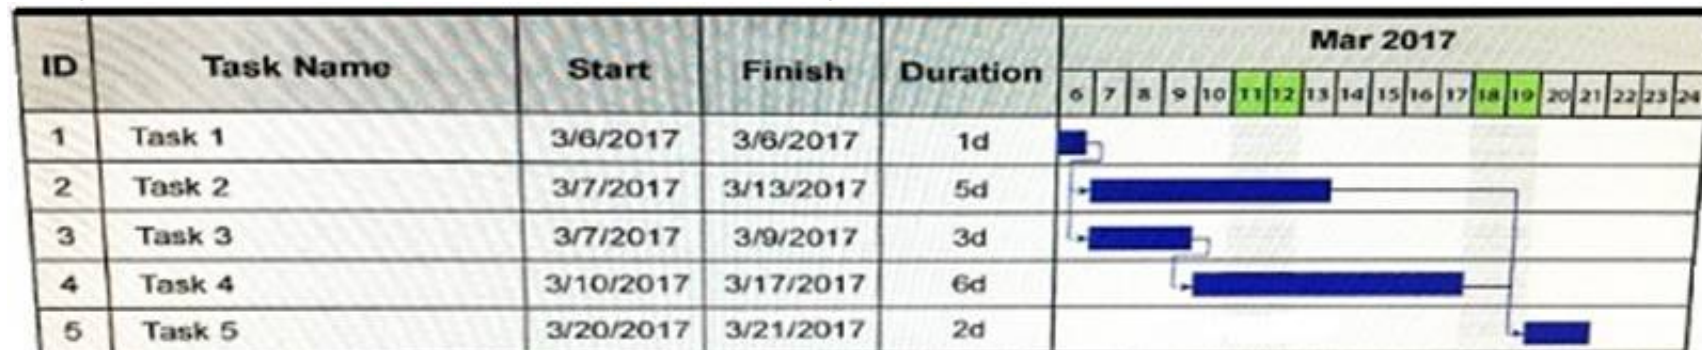 Mar 2017
ID Task Name Start Finish Duration
6 7 8 9 10 11 12 13 14 15 16 17 18 19 20 21 22 23 24
1 Task 1 3/6/2017 3/6/2017 1d
2 Task 2 3/7/2017 3/13/2017 5d
3 Task 3 3/7/2017 3/9/2017 3d
4 Task 4 3/10/2017 3/17/2017 6d
5 Task 5 3/20/2017 3/21/2017 2d